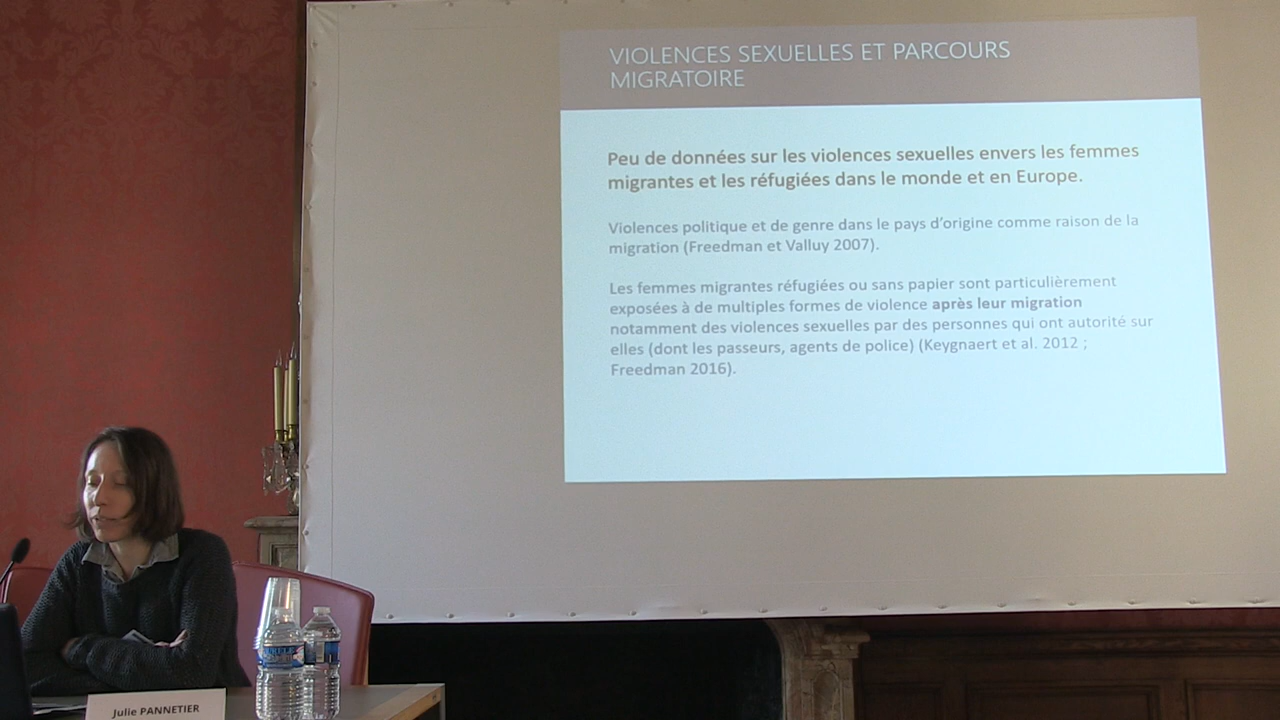 VIOLENCES SEXUELLES ET PARCOURS
MIGRATOIRE
Peu de données sur les violences sexuelles envers les femmes
migrantes et les réfugiées dans le monde et en Europe.
Violences politique et de genre dans le pays d'origine comme raison de la
migration (Freedman et Valluy 2007).
Les femmes migrantes réfugiées ou sans papier sont particulièrement
exposées à de multiples formes de violence après leur migration
notamment des violences sexuelles par des personnes qui ont autorité sur
elles (dont les passeurs, agents de police) (Keygnaert et al. 2012 ;
Freedman 2016).
Julie PANNETIER